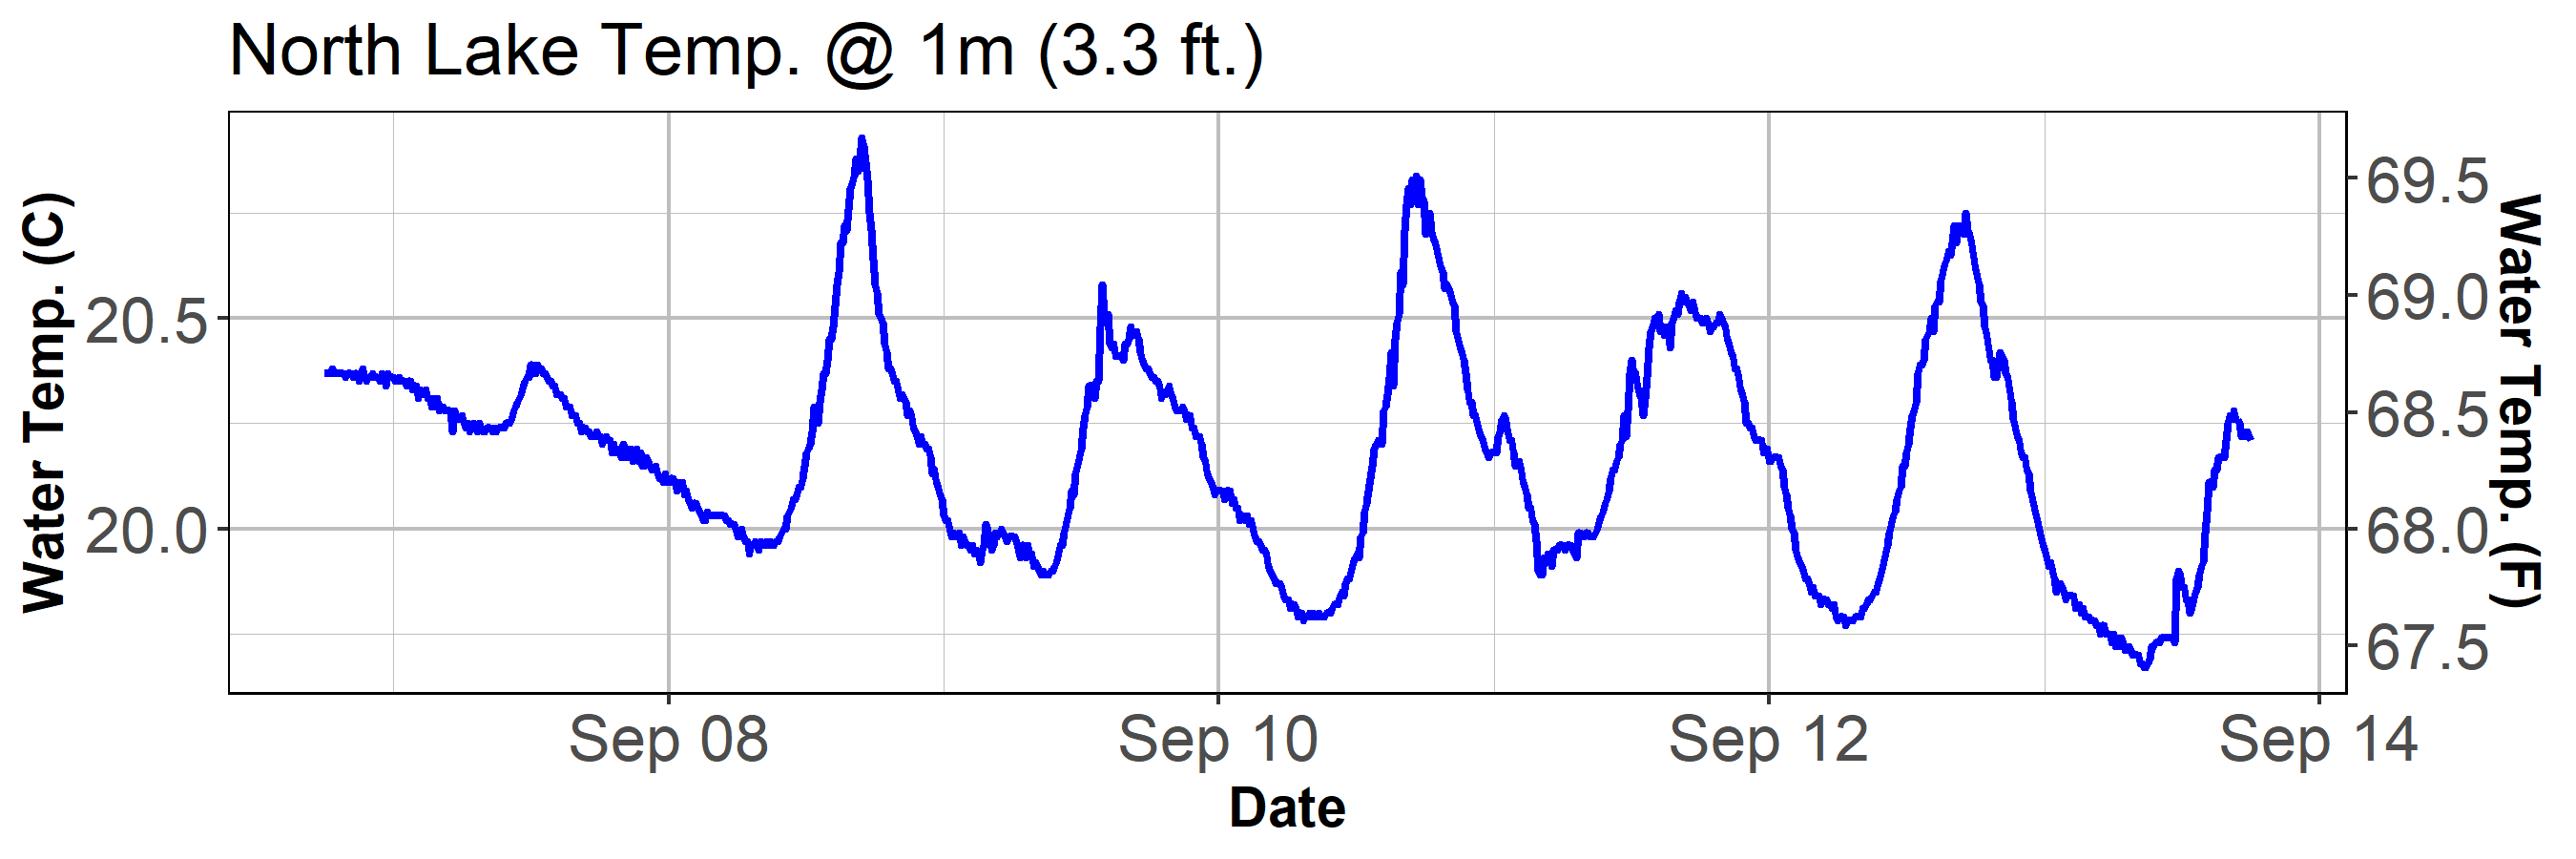 North Lake Temp. @ 1m (3.3 ft.)
Water Temp. (C)
20.5
20.0
69.5
69.0
68.5
68.0
67.5
Water Temp. (F)
Sep 08
Sep 10
Sep 12
Sep 14
Date